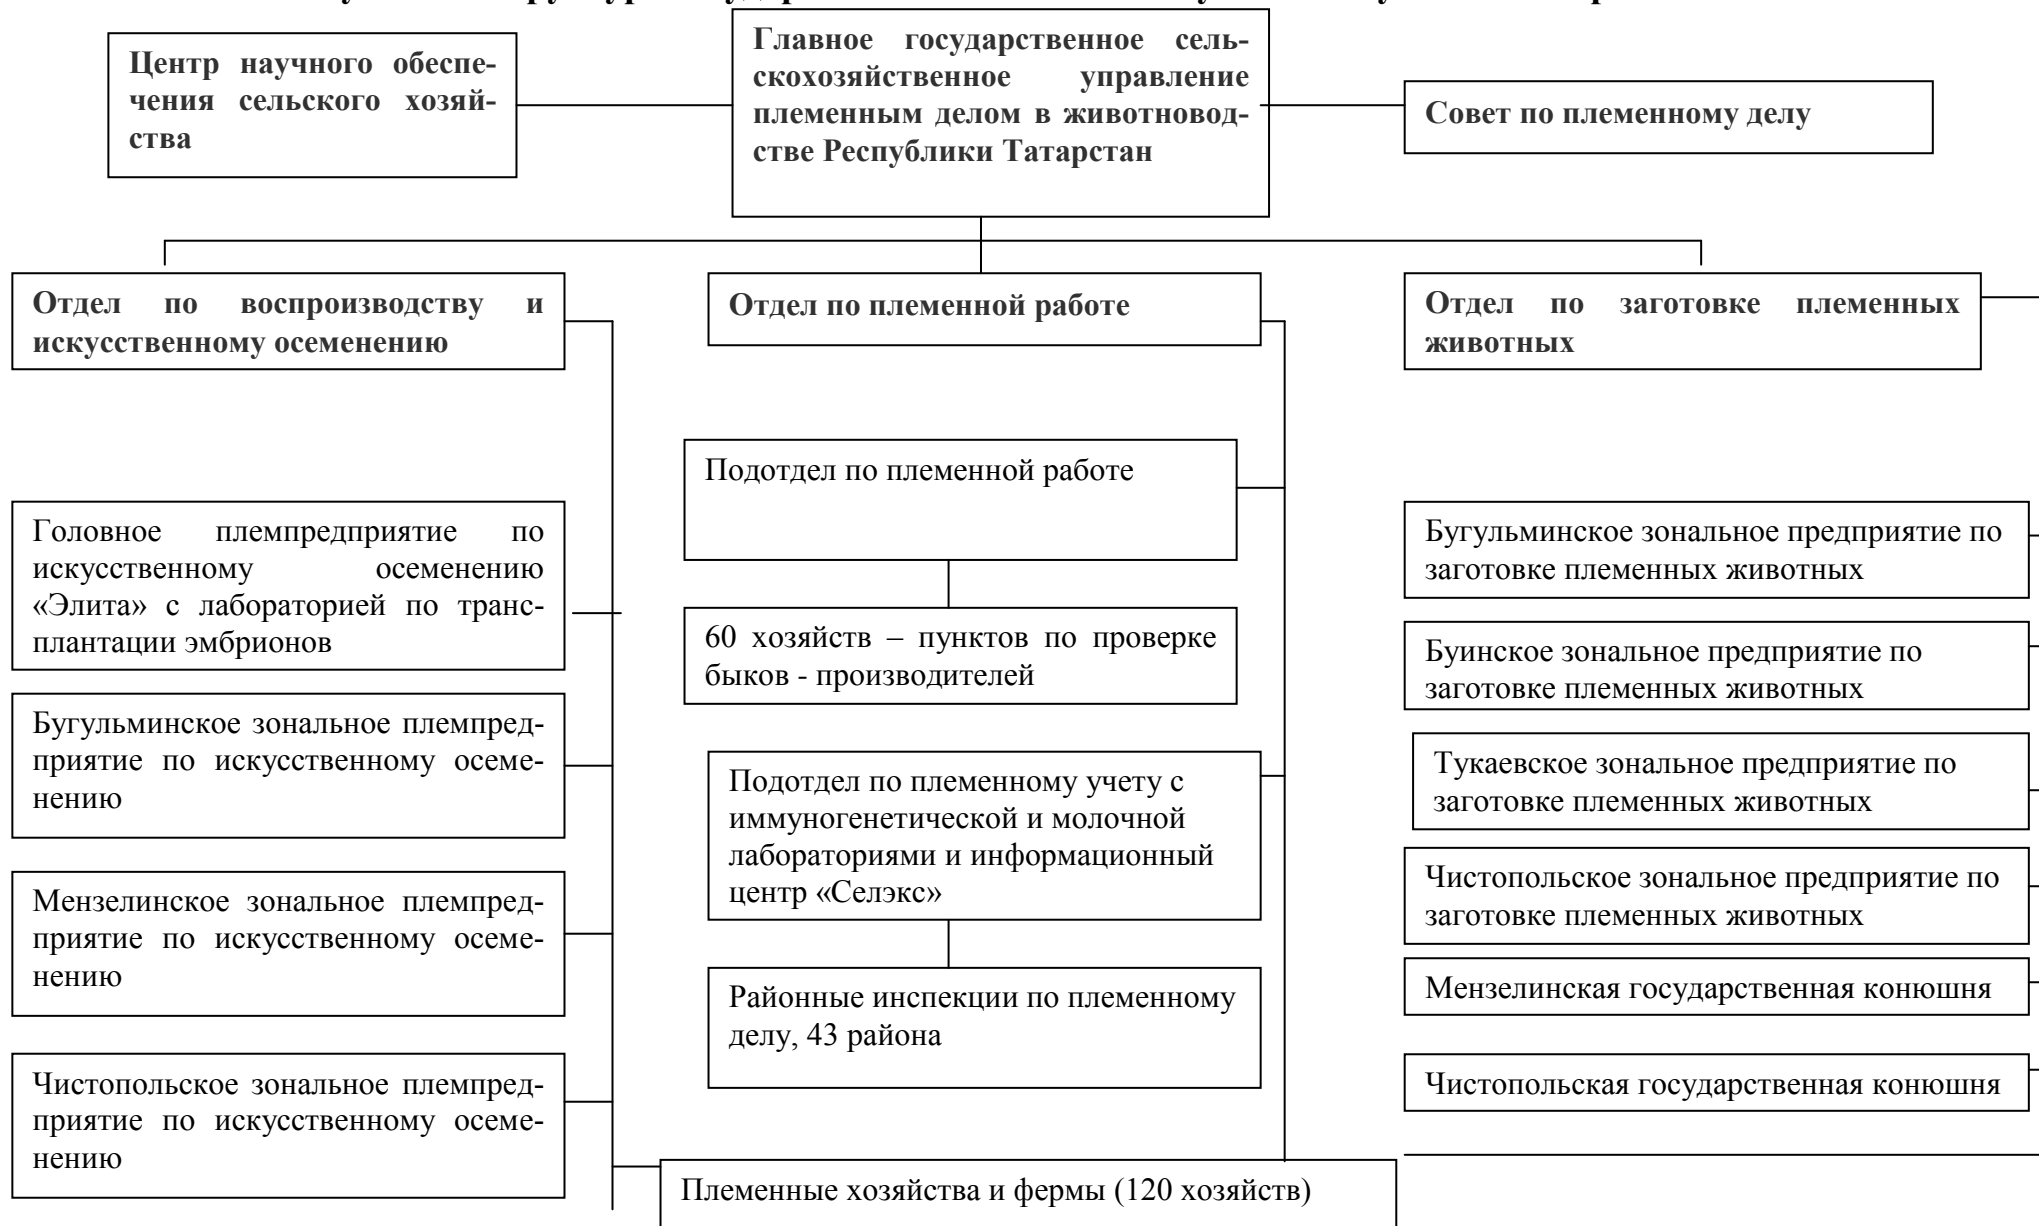 Центр научного обеспе-
чения сельского хозяй-
ства
Главное государственное сель-
скохозяйственное управление
племенным делом в животновод-
стве Республики Татарстан
Совет по племенному делу
Отдел по воспроизводству и
искусственному осеменению
Отдел по племенной работе
Отдел по заготовке племенных
животных
Головное племпредприятие по
искусственному осеменению
«Элита» с лабораторией по транс-
плантации эмбрионов
Бугульминское зональное племпред-
приятие по искусственному осеме-
нению
Мензелинское зональное племпред-
приятие по искусственному осеме-
нению
Чистопольское зональное племпред-
приятие по искусственному осеме-
нению
Подотдел по племенной работе
60 хозяйств – пунктов по проверке
быков - производителей
Подотдел по племенному учету с
иммуногенетической и молочной
лабораториями и информационный
центр «Селэкс»
Районные инспекции по племенному
делу, 43 района
Племенные хозяйства и фермы (120 хозяйств)
Бугульминское зональное предприятие по
заготовке племенных животных
Буинское зональное предприятие по
заготовке племенных животных
Тукаевское зональное предприятие по
заготовке племенных животных
Чистопольское зональное предприятие по
заготовке племенных животных
Мензелинская государственная конюшня
Чистопольская государственная конюшня